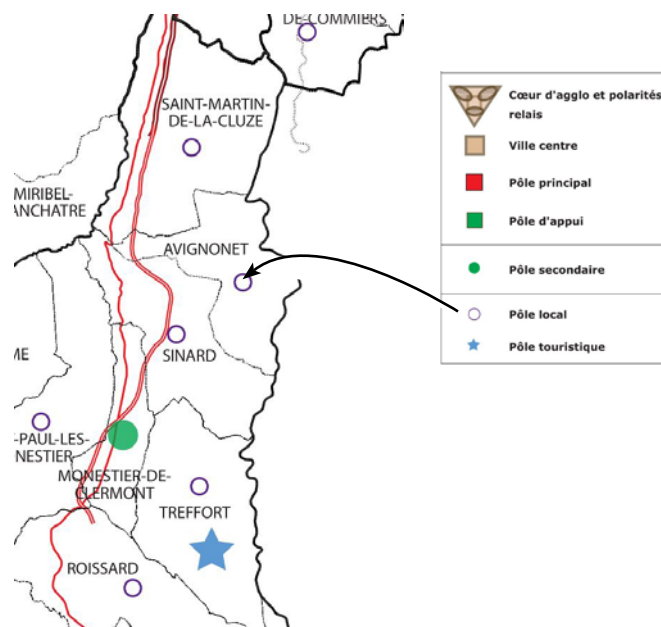 DE-COMMIERS
SAINT-MARTIN-
DE-LA-CLUZE
MIRIBEL-
ANCHATRE
AVIGNONET
SINARD
ME
-PAUL-LES-
NESTIER
MONESTIER-DE-
CLERMONT
TREFFORT
ROISSARD
Cœur d'agglo et polarités
relais
Ville centre
Pôle principal
Pôle d'appui
Pôle secondaire
Pôle local
Pôle touristique